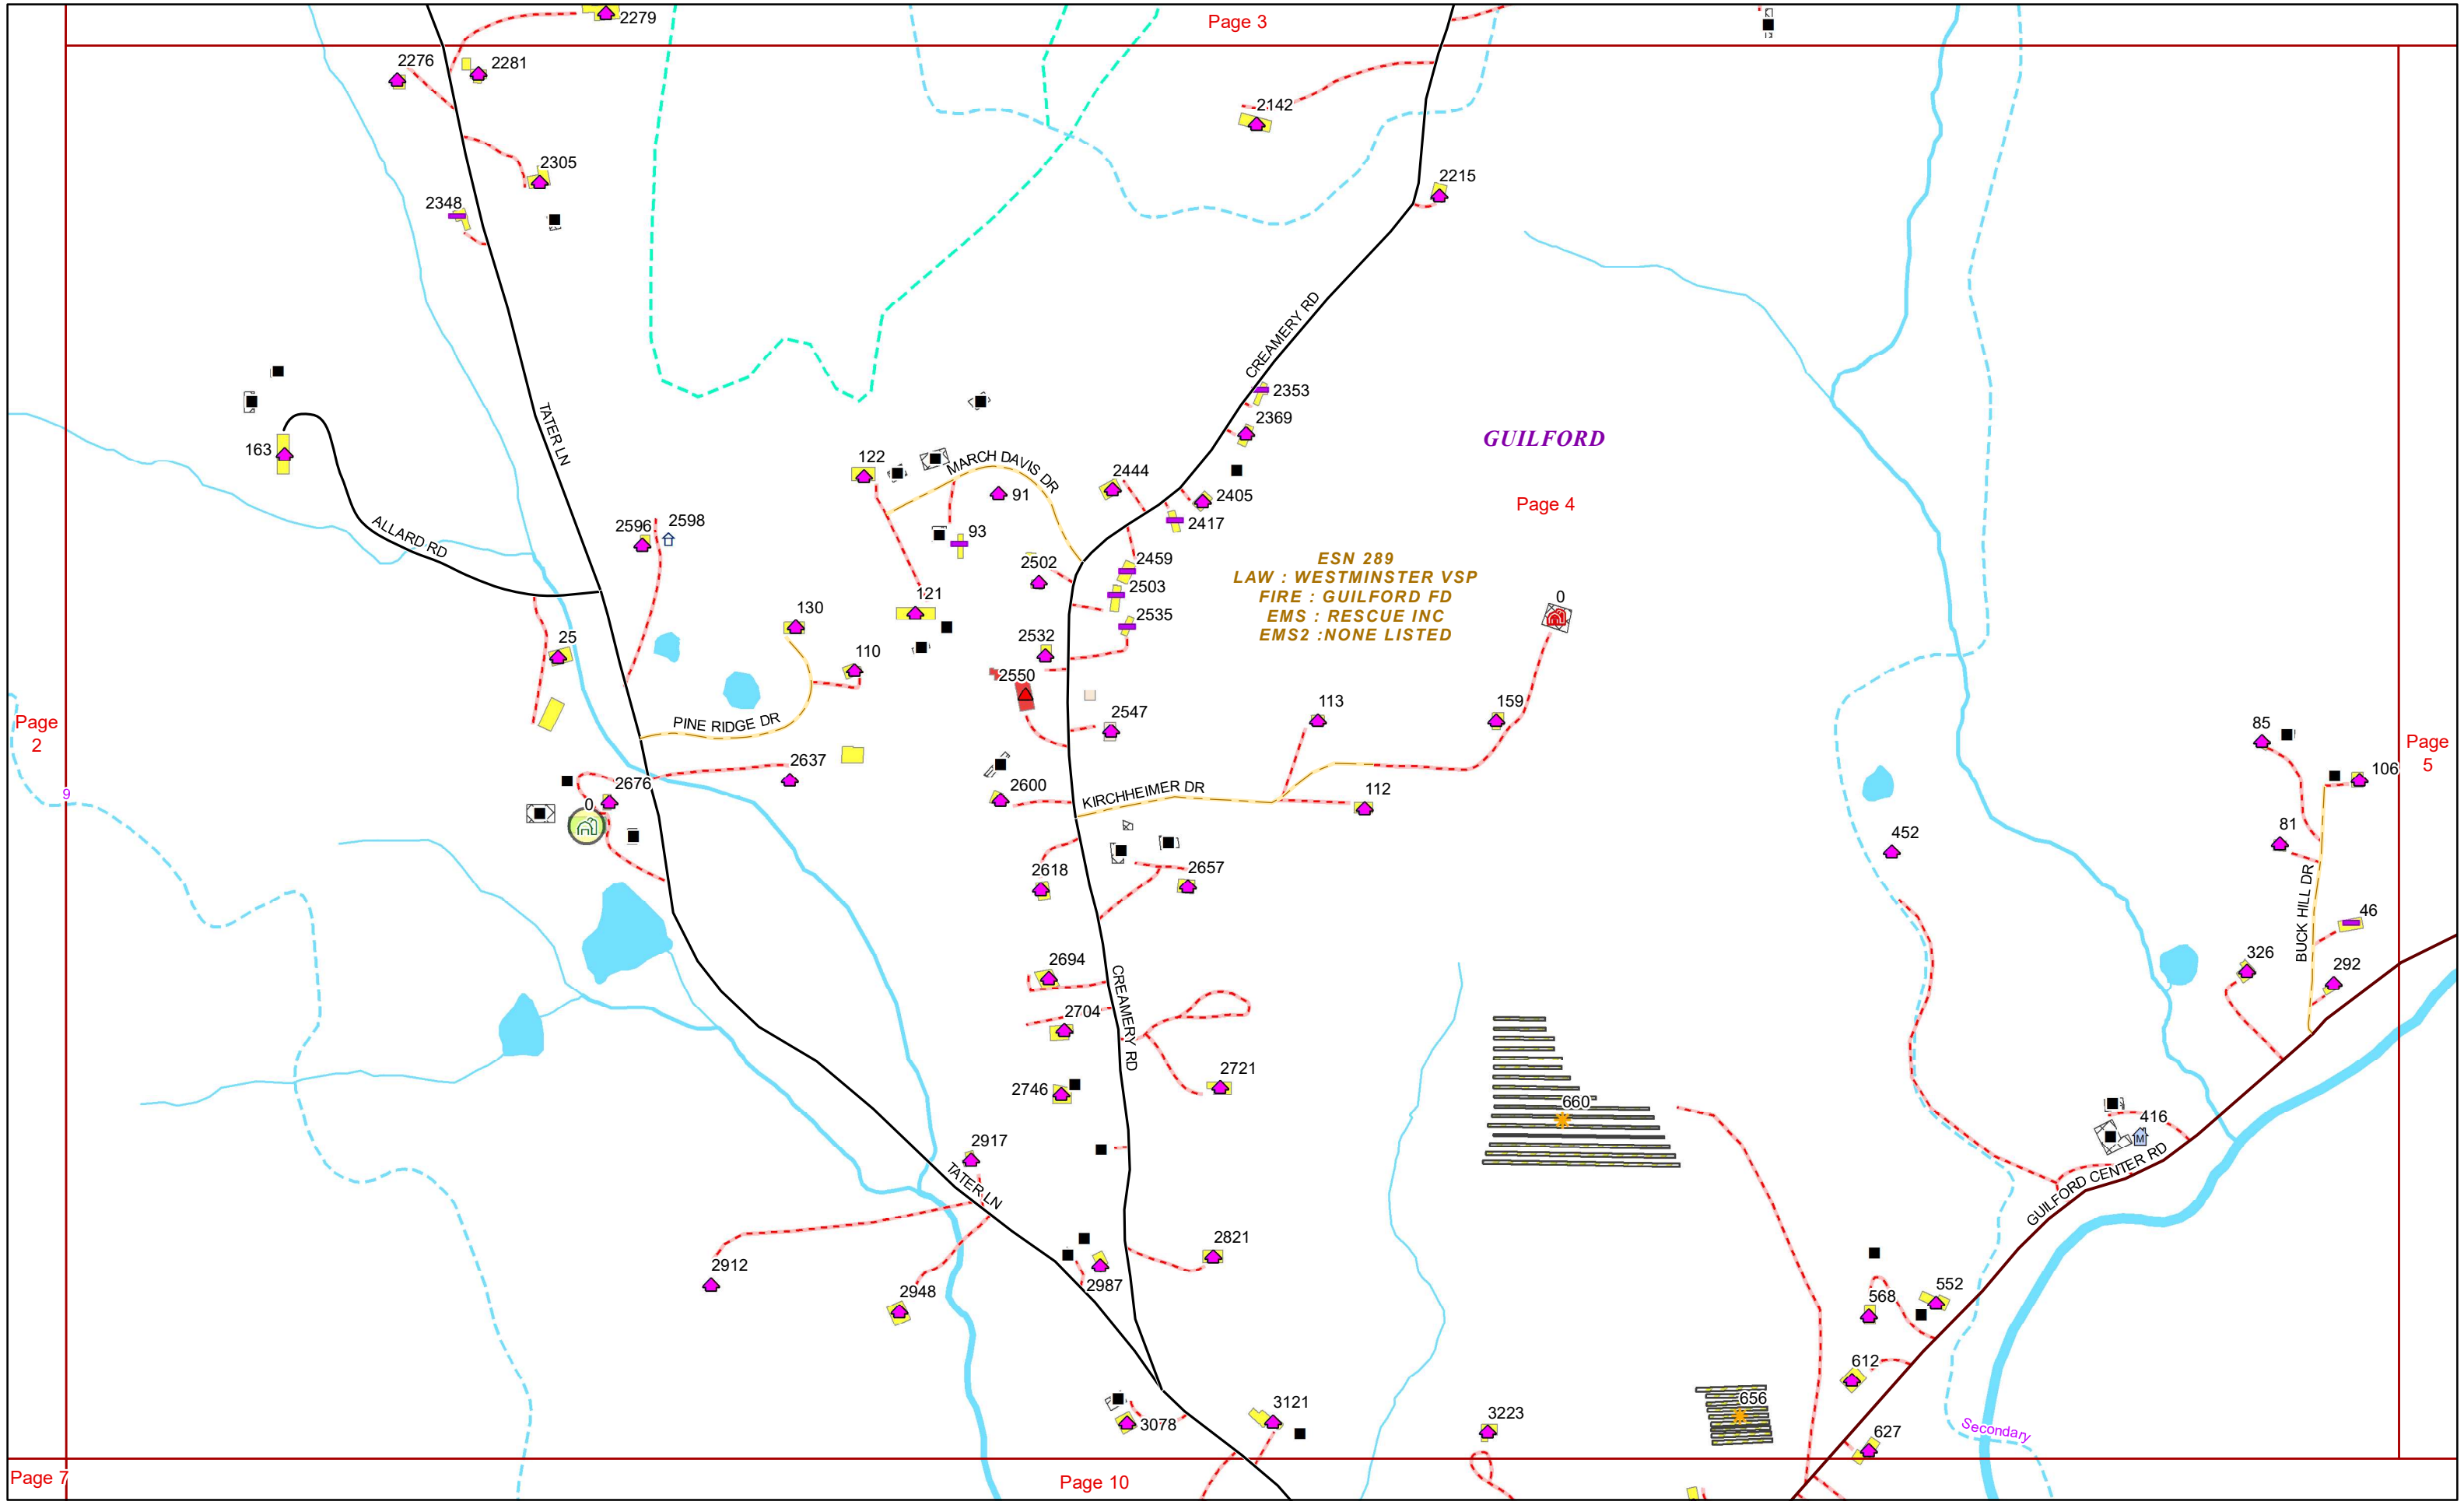 Page 3
2279
2276
2281
2142
2305
2215
2348
CREAMERY RD
2353
TATER LN
2369
GUILFORD
163
122
MARCH DAVIS DR
2444
91
2405
Page 4
ALLARD RD
2596
2598
93
2417
2502
2459
ESN 289
LAW : WESTMINSTER VSP
FIRE : GUILFORD FD
EMS : RESCUE INC
EMS2 :NONE LISTED
2503
121
130
2535
0
25
110
2532
2550
PINE RIDGE DR
2547
113
159
Page
2
85
Page
5
2637
106
2676
9
0
2600
KIRCHHEIMER DR
112
452
81
2618
2657
BUCK HILL DR
46
2694
326
292
CREAMERY RD
2704
2721
2746
660
416
2917
TATER LN
GUILFORD CENTER RD
2821
2912
2987
2948
568
552
612
3078
3121
3223
656
627
Secondary
Page 7
Page 10
M